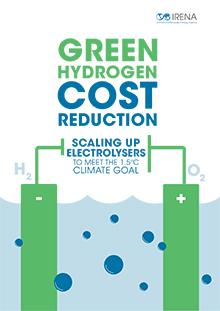 IRENA
GREEN
HYDROGEN
COST
REDUCTION
SCALING UP
ELECTROLYSERS
TO MEET THE 1.5°C
CLIMATE GOAL
H2
O2
-
+